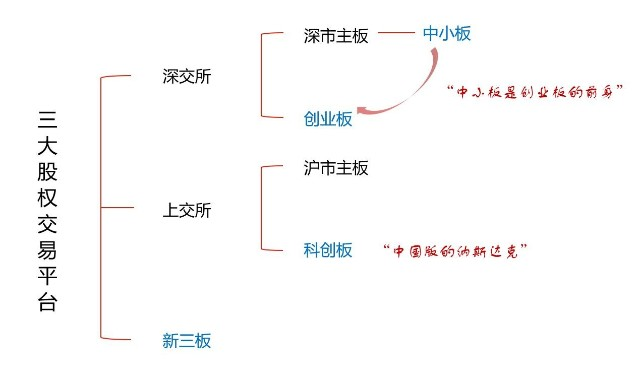 三大股权交易平台
深交所
深市主板
中小板
“中小板是创业板的前身”
创业板
上交所
沪市主板
科创板
“中国版的纳斯达克”
新三板